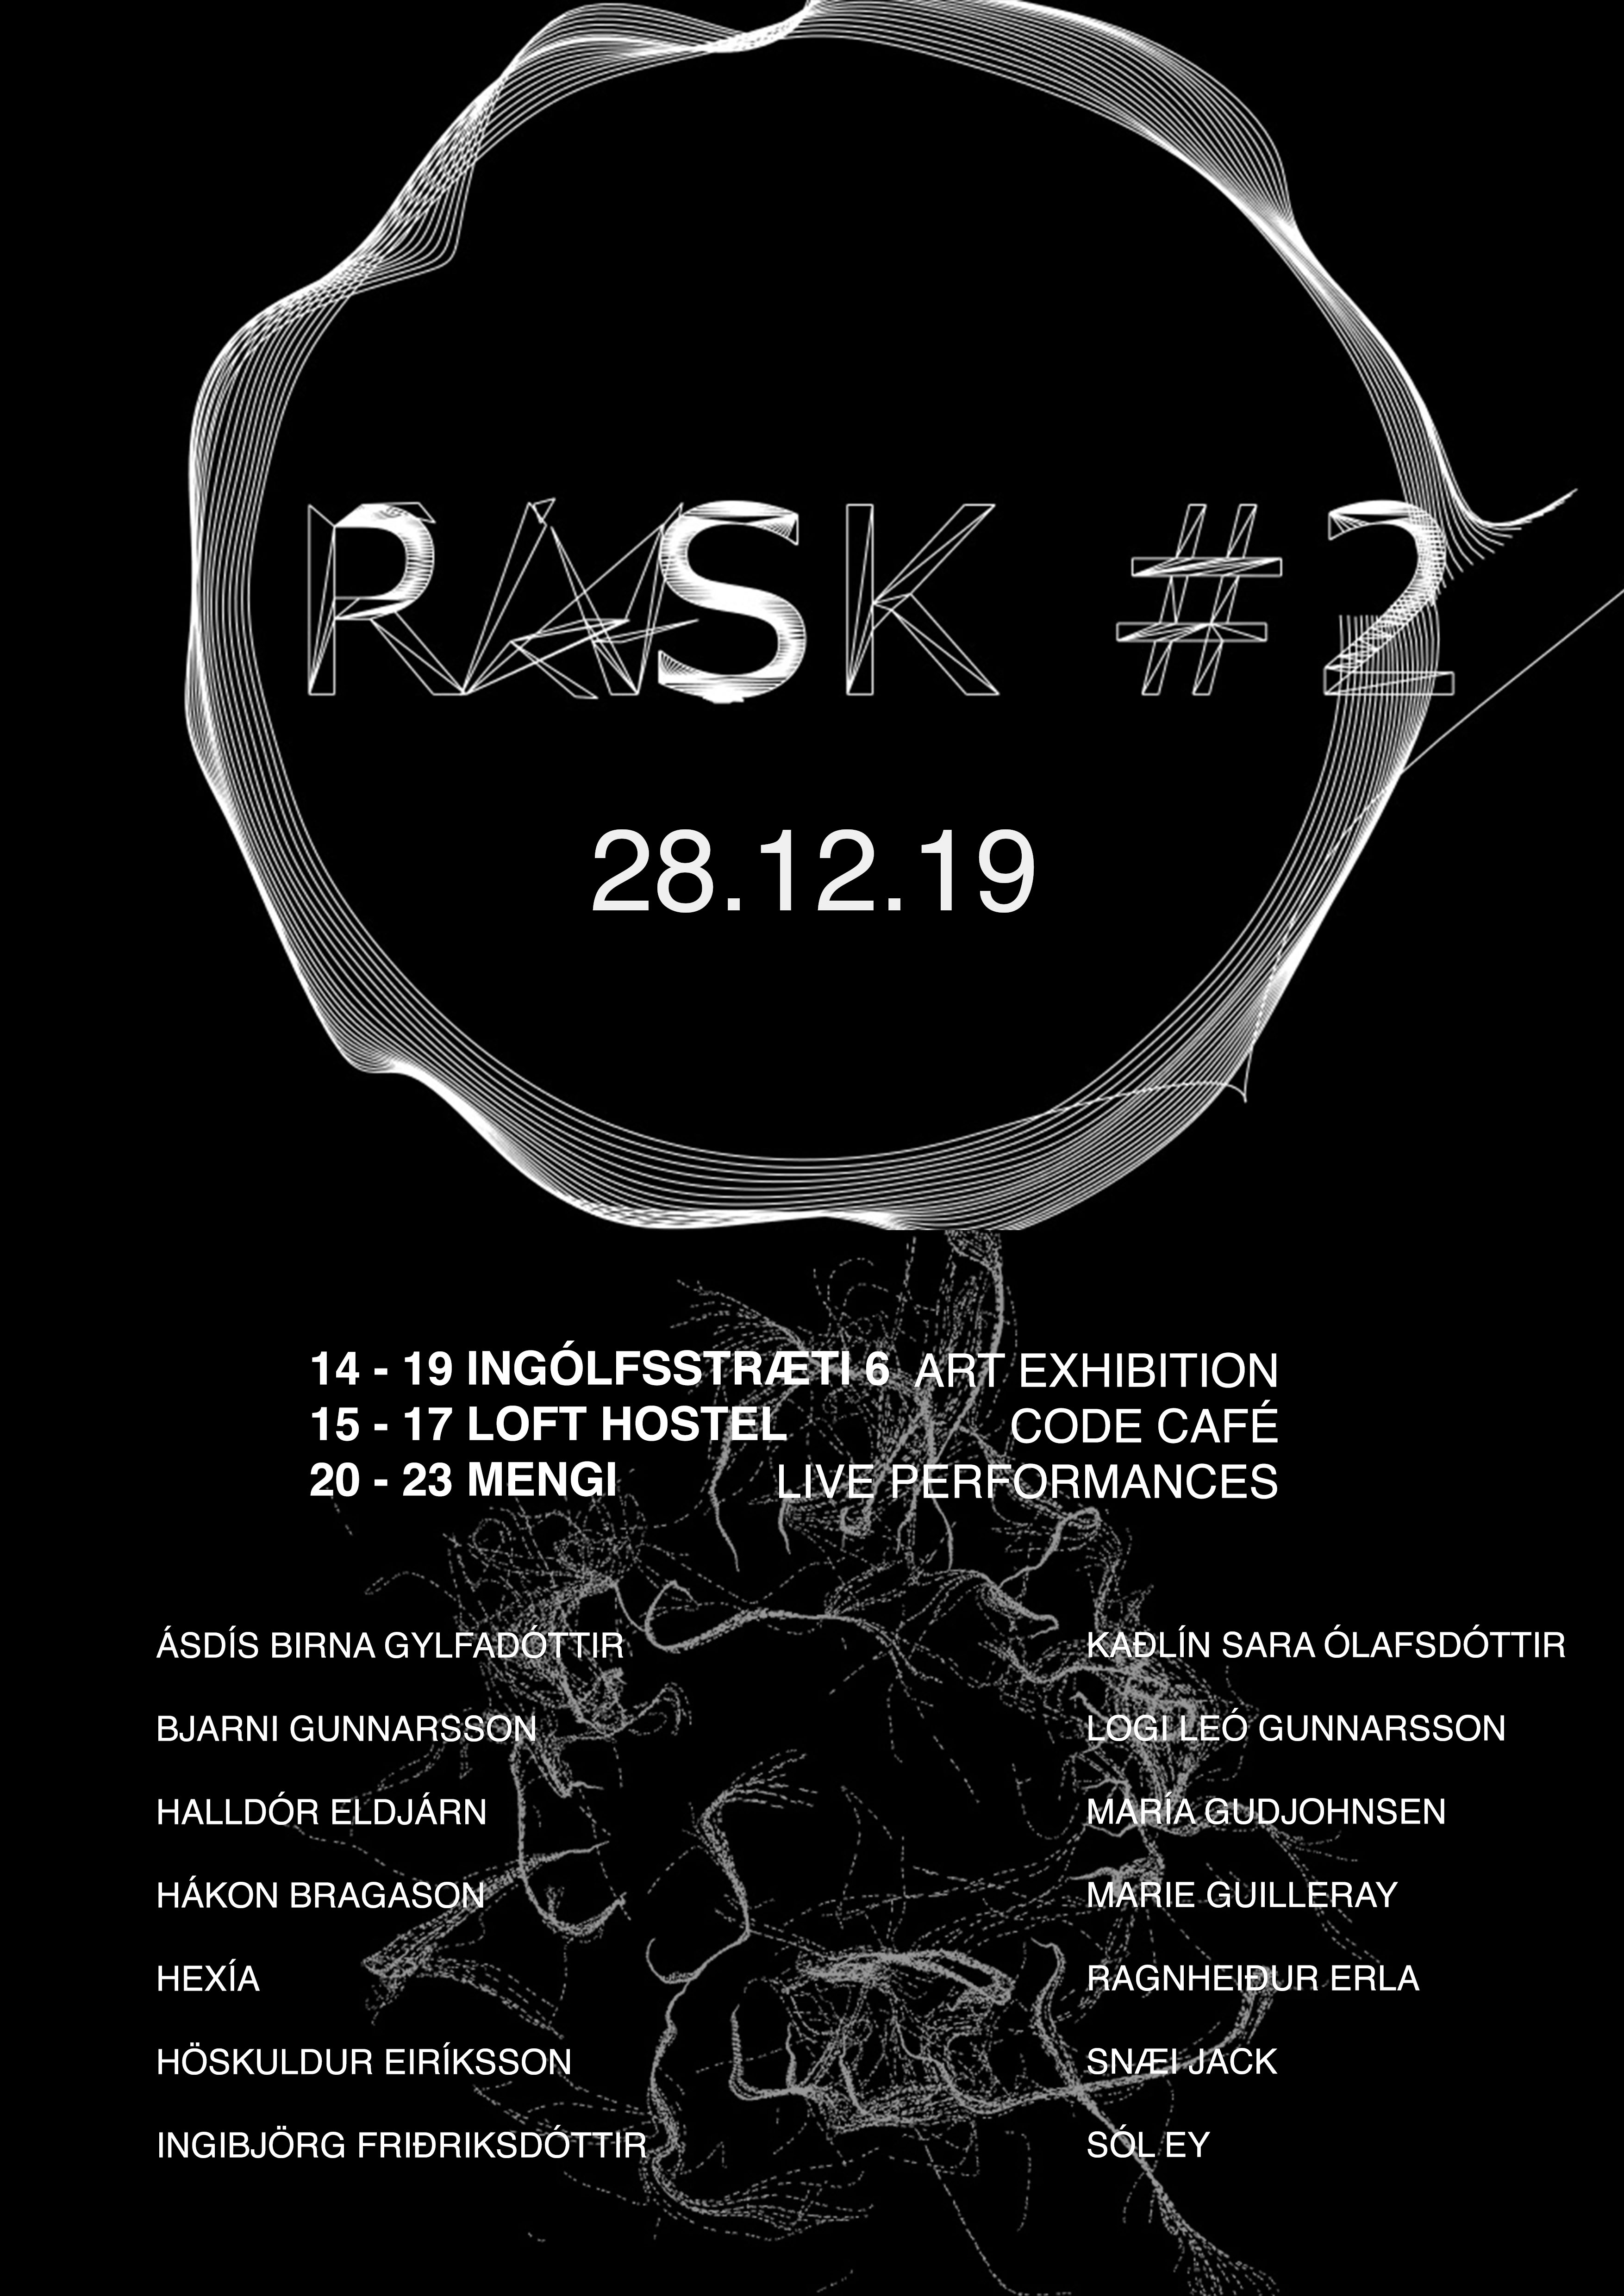 RASK #2
28.12.19
14 - 19 INGÓLFSSTRÆTI 6 ART EXHIBITION
15 - 17 LOFT HOSTEL CODE CAFÉ
20 - 23 MENGI LIVE PERFORMANCES
ÁSDÍS BIRNA GYLFADÓTTIR
BJARNI GUNNARSSON
HALLDÓR ELDJÁRN
HÁKON BRAGASON
HEXÍA
HÖSKULDUR EIRÍKSSON
INGIBJÖRG FRIÐRIKSDÓTTIR
KAÐLÍN SARA ÓLAFSDÓTTIR
LOGI LEÓ GUNNARSSON
MARÍA GUDJOHNSEN
MARIE GUILLERAY
RAGNHEIÐUR ERLA
SNÆI JACK
SÓL EY